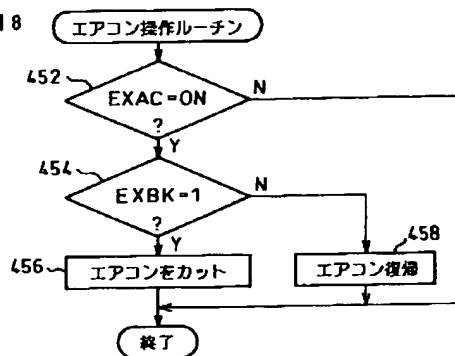 18
エアコン操作ルーチン
452
EXAC=ON
?
N
Y
454
EXBK=1
?
N
Y
456
エアコンをカット
458
エアコン復帰
終了